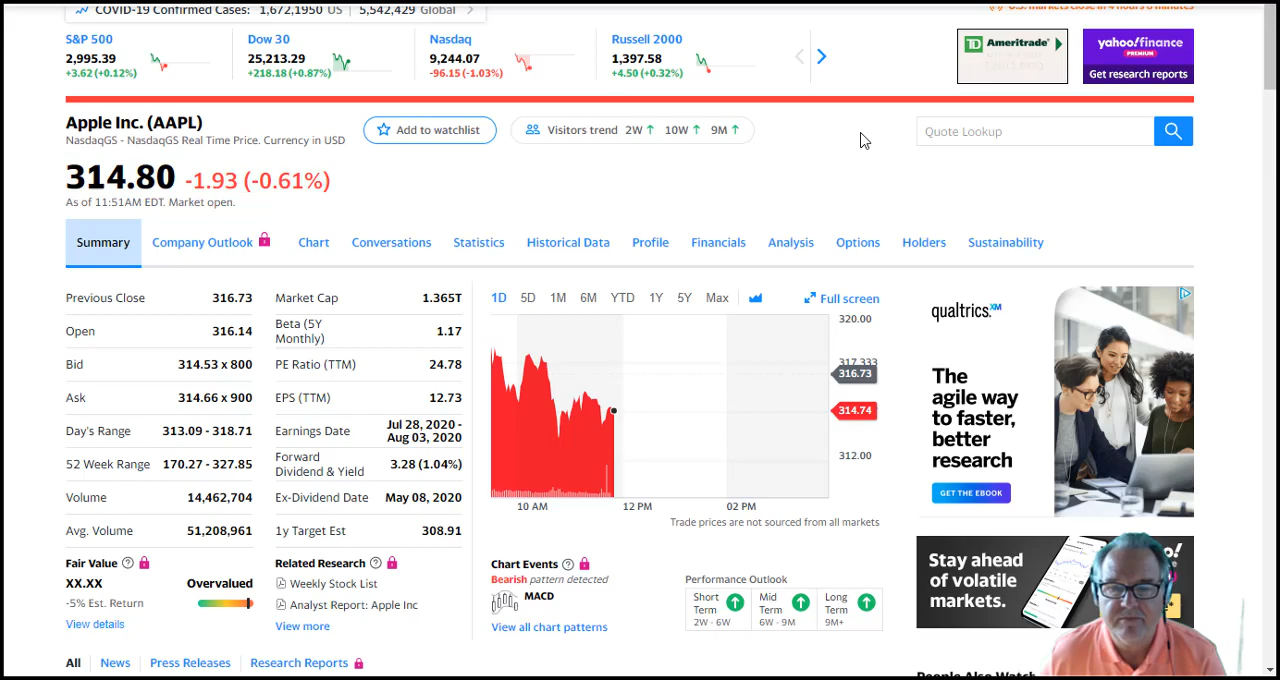 COVID-19 Confirmed Cases: 1,672,1950 US | 5,542,429 Global
U.S. markets close in 4 hours 8 minutes
S&P 500
2,995.39
+3.62 (+0.12%)
Dow 30
25,213.29
+218.18 (+0.87%)
Nasdaq
9,244.07
-96.15 (-1.03%)
Russell 2000
1,397.58
+4.50 (+0.32%)
TD Ameritrade
yahoo!finance
PREMIUM
Get research reports
Apple Inc. (AAPL)
NasdaqGS - NasdaqGS Real Time Price. Currency in USD
Add to watchlist
Visitors trend 2W 10W 9M
Quote Lookup
314.80 -1.93 (-0.61%)
As of 11:51AM EDT. Market open.
Summary Company Outlook Chart Conversations Statistics Historical Data Profile Financials Analysis Options Holders Sustainability
Previous Close 316.73
Open 316.14
Bid 314.53 x 800
Ask 314.66 x 900
Day's Range 313.09 - 318.71
52 Week Range 170.27 - 327.85
Volume 14,462,704
Avg. Volume 51,208,961
Market Cap 1.365T
Beta (5Y
Monthly) 1.17
PE Ratio (TTM) 24.78
EPS (TTM) 12.73
Earnings Date Jul 28, 2020 -
Aug 03, 2020
Forward
Dividend & Yield 3.28 (1.04%)
Ex-Dividend Date May 08, 2020
1y Target Est 308.91
Fair Value
XX.XX Overvalued
-5% Est. Return
View details
Related Research
Weekly Stock List
Analyst Report: Apple Inc
View more
1D 5D 1M 6M YTD 1Y 5Y Max Full screen
320.00
317.333
316.73
314.74
312.00
10 AM 12 PM 02 PM
Trade prices are not sourced from all markets
Chart Events
Bearish pattern detected
MACD
View all chart patterns
Performance Outlook
Short
Term
2W - 6W
Mid
Term
6W - 9M
Long
Term
9M+
qualtrics.XM
The
agile way
to faster,
better
research
GET THE EBOOK
Stay ahead
of volatile
markets.
All News Press Releases Research Reports
People Also Watch